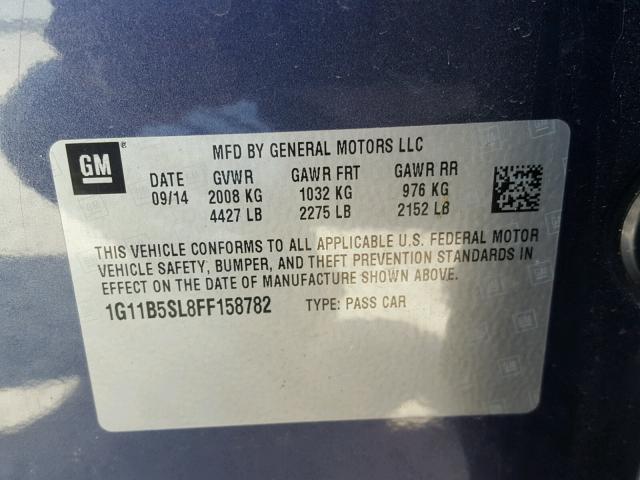 GM
MFD BY GENERAL MOTORS LLC
DATE GVWR GAWR FRT GAWR RR
09/14 2008 KG 1032 KG 976 KG
4427 LB 2275 LB 2152 LB
THIS VEHICLE CONFORMS TO ALL APPLICABLE U.S. FEDERAL MOTOR
VEHICLE SAFETY, BUMPER, AND THEFT PREVENTION STANDARDS IN
EFFECT ON THE DATE OF MANUFACTURE SHOWN ABOVE.
1G11B5SL8FF158782 TYPE: PASS CAR